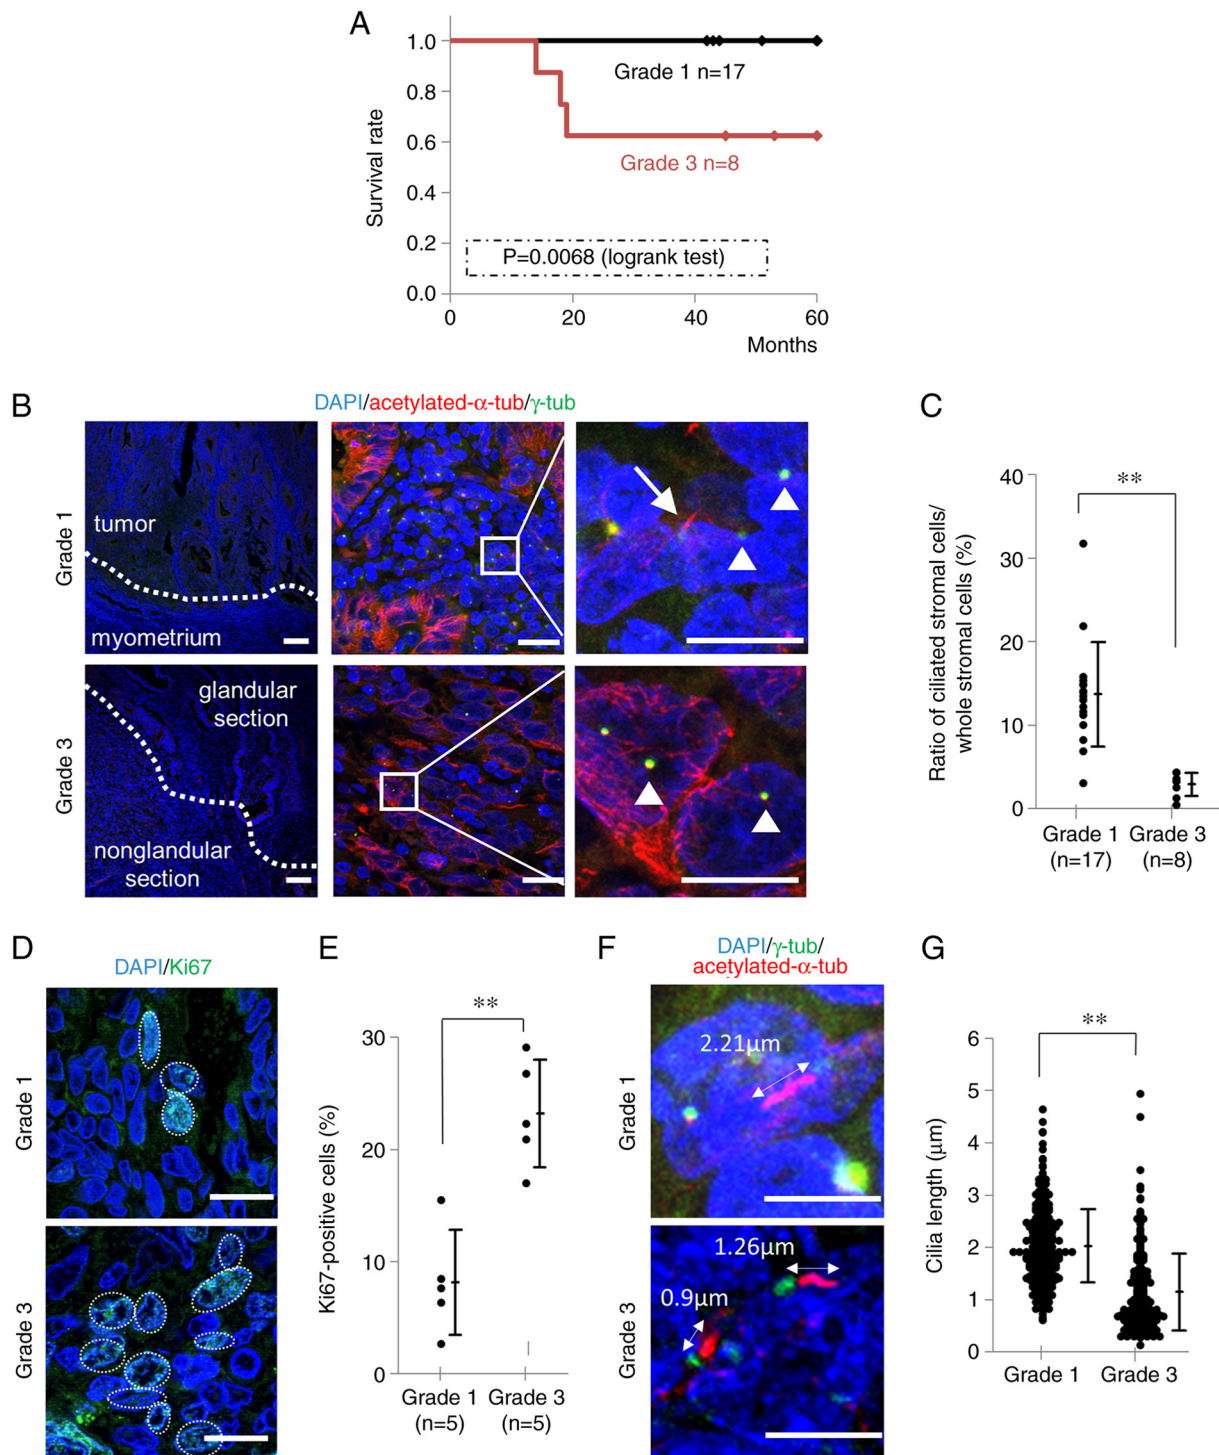 A
1.0
0.8
0.6
0.4
0.2
0.0
Survival rate
Grade 1 n=17
Grade 3 n=8
P=0.0068 (logrank test)
0
20
40
60
Months
B
DAPI/acetylated-α-tub/γ-tub
Grade 1
tumor
myometrium
Grade 3
glandular
section
nonglandular
section
C
Ratio of ciliated stromal cells/
whole stromal cells (%)
40
30
20
10
0
**
Grade 1
(n=17)
Grade 3
(n=8)
D
DAPI/Ki67
Grade 1
Grade 3
E
Ki67-positive cells (%)
30
20
10
0
**
Grade 1
(n=5)
Grade 3
(n=5)
F
DAPI/γ-tub/
acetylated-α-tub
Grade 1
2.21μm
Grade 3
1.26μm
0.9μm
G
Cilia length (μm)
6
5
4
3
2
1
0
**
Grade 1
Grade 3